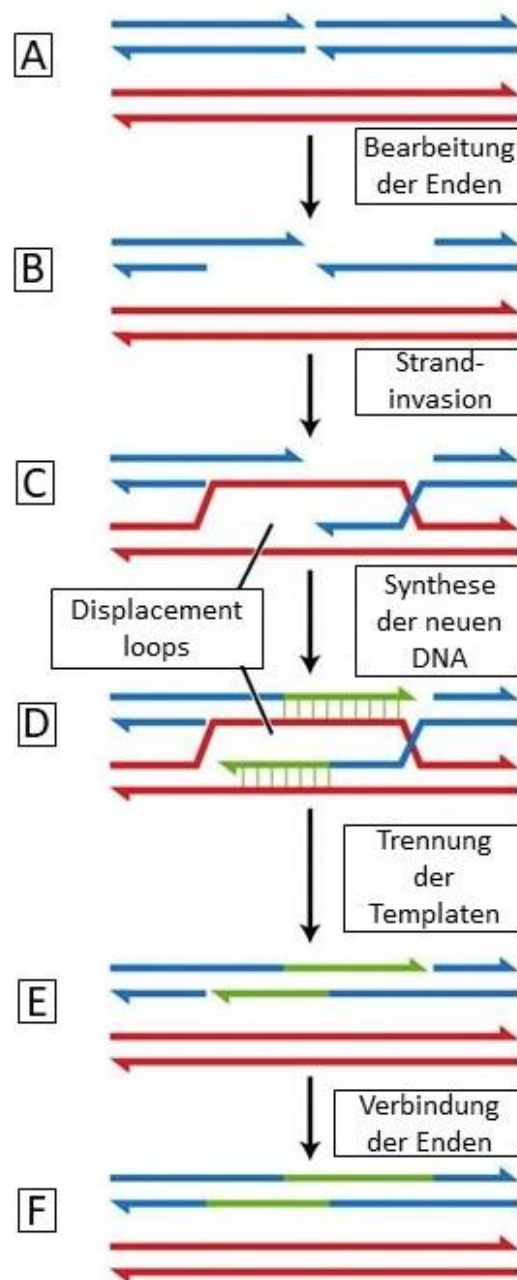 A
Bearbeitung
der Enden
B
Strand-
invasion
C
Synthese
der neuen
DNA
Displacement
loops
D
Trennung
der
Templaten
E
Verbindung
der Enden
F